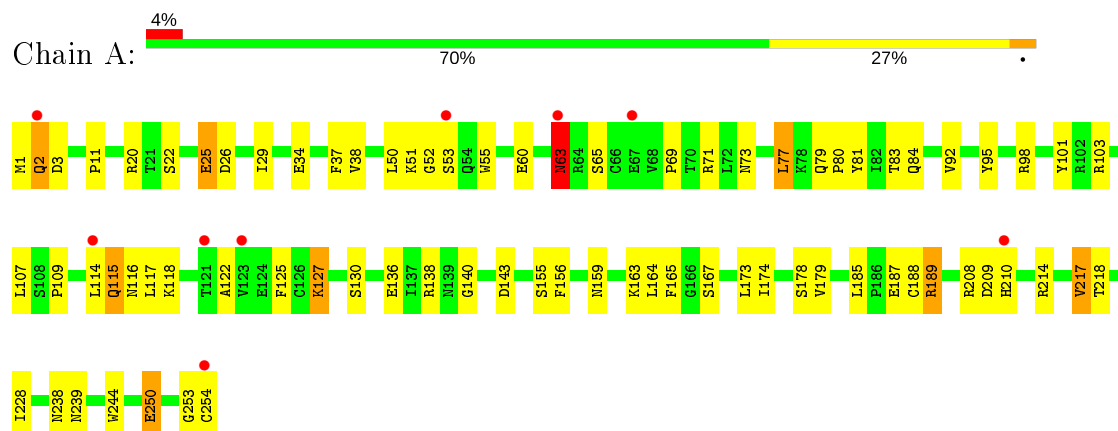 4%
Chain A:
70% 27% •
M1 Q2 D3 P11 R20 T21 S22 E25 D26 I29 E34 F37 V38 L50 K51 G52 S53 Q54 W55 E60 N63 R64 S65 C66 E67 V68 P69 T70 R71 L72 N73 L77 K78 Q79 P80 Y81 I82 T83 Q84 V92 Y95 R98 Y101 R102 R103
L107 S108 P109 L114 Q115 N116 L117 K118 T121 A122 V123 E124 F125 C126 K127 S130 E136 I137 R138 N139 G140 D143 S155 F156 N159 K163 L164 F165 G166 S167 L173 I174 S178 V179 L185 P186 E187 C188 R189 R208 D209 H210 R214 V217 T218
I228 N238 N239 W244 E250 G253 C254